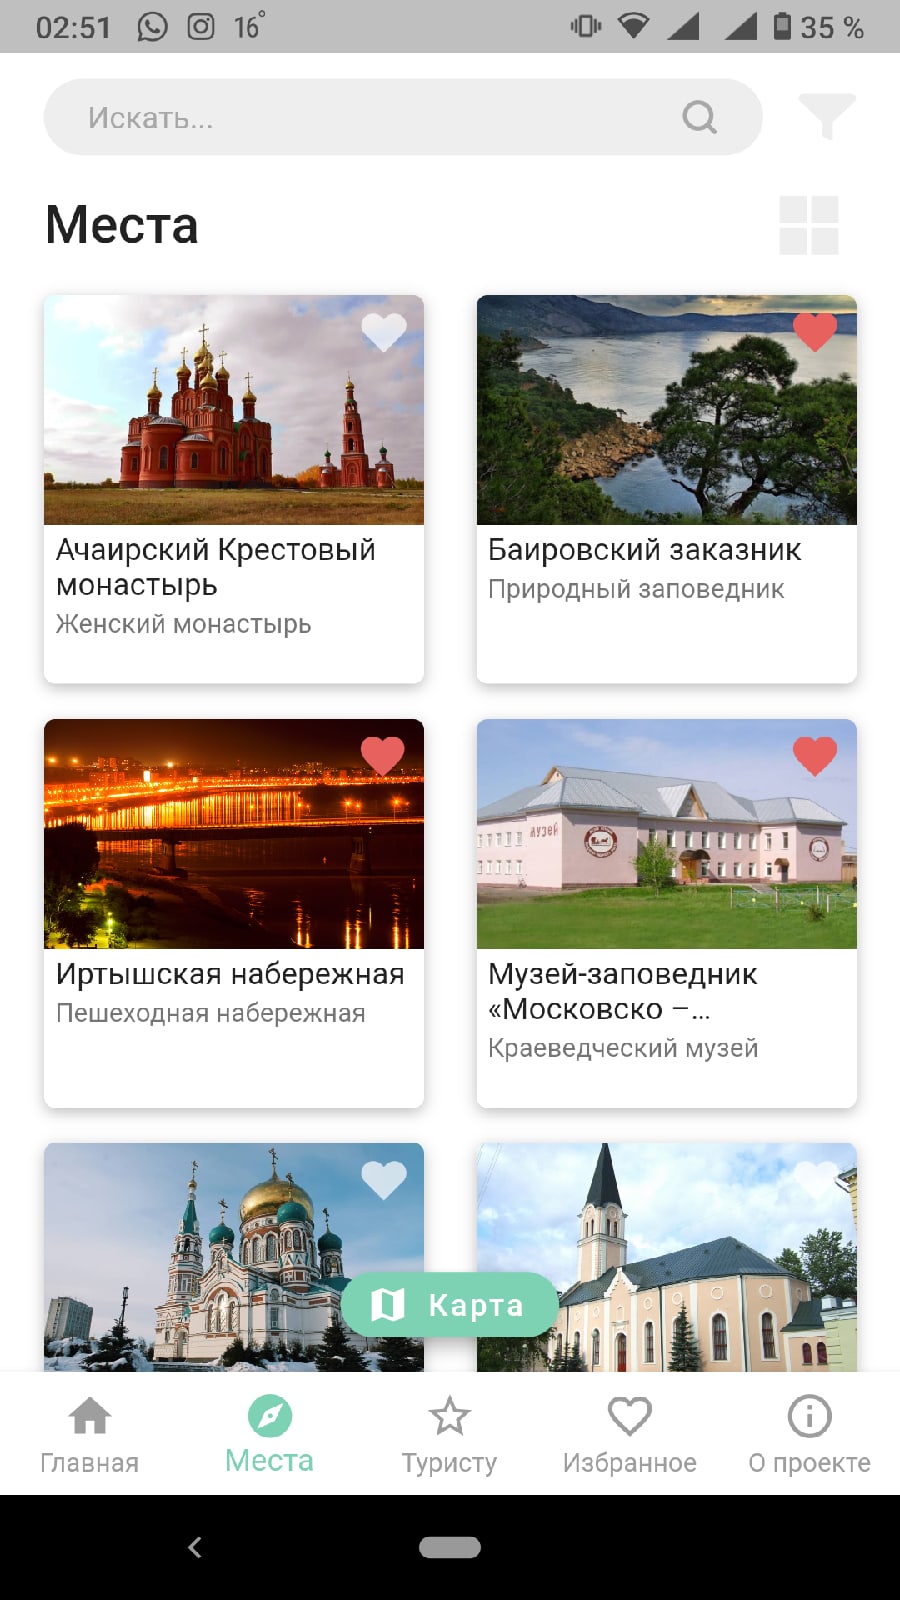 02:51 16° 35 %
Искать...
Места
Ачаирский Крестовый
монастырь
Женский монастырь
Баировский заказник
Природный заповедник
Иртышская набережная
Пешеходная набережная
МУЗЕЙ
Музей-заповедник
«Московско –...
Краеведческий музей
Карта
Главная
Места
Туристу
Избранное
О проекте